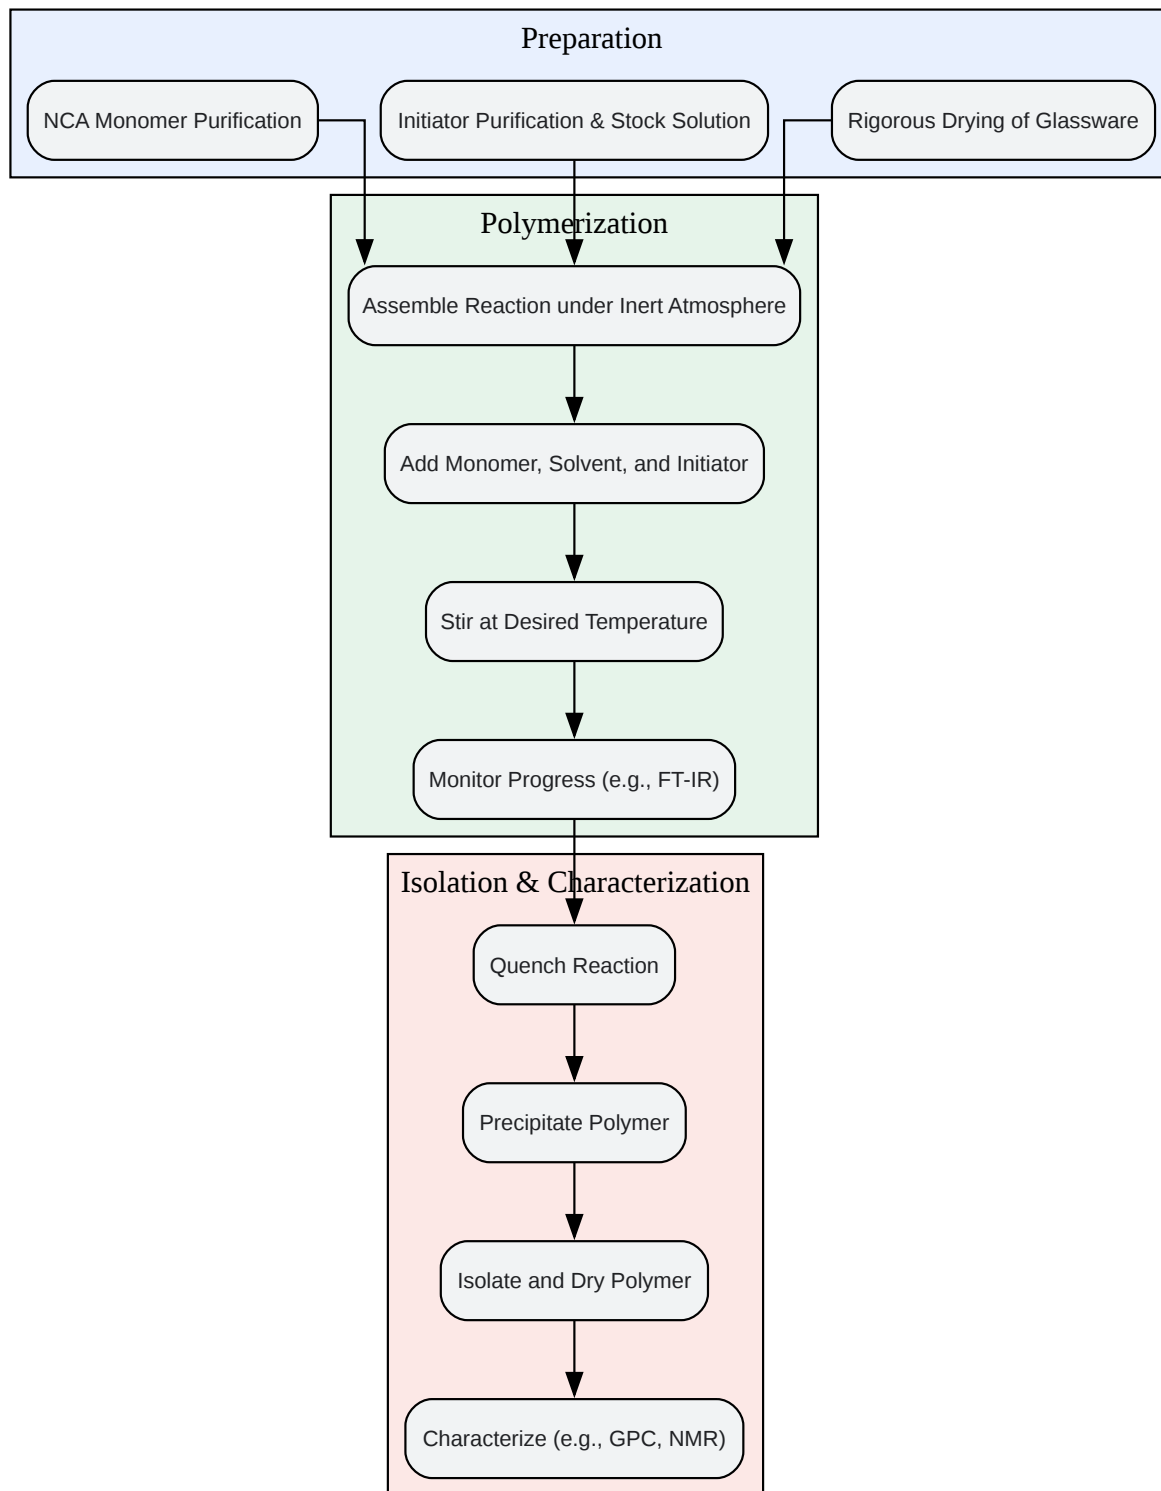 Preparation
NCA Monomer Purification
Initiator Purification & Stock Solution
Rigorous Drying of Glassware
Polymerization
Assemble Reaction under Inert Atmosphere
Add Monomer, Solvent, and Initiator
Stir at Desired Temperature
Monitor Progress (e.g., FT-IR)
Isolation & Characterization
Quench Reaction
Precipitate Polymer
Isolate and Dry Polymer
Characterize (e.g., GPC, NMR)